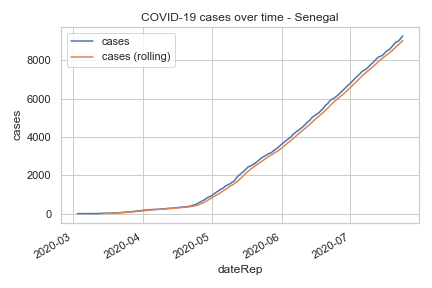 COVID-19 cases over time - Senegal
cases
cases (rolling)
8000
6000
4000
2000
0
cases
2020-03
2020-04
2020-05
2020-06
2020-07
dateRep